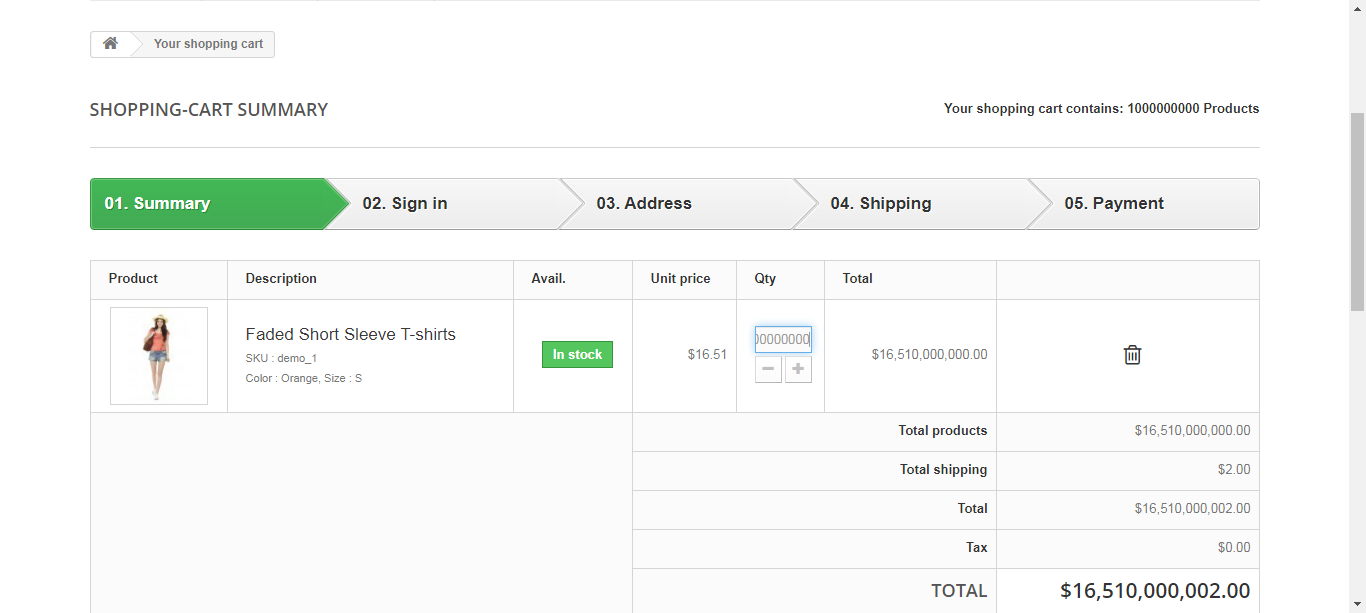 Your shopping cart
SHOPPING-CART SUMMARY
Your shopping cart contains: 1000000000 Products
01. Summary
02. Sign in
03. Address
04. Shipping
05. Payment
Product
Description
Avail.
Unit price
Qty
Total
Faded Short Sleeve T-shirts
SKU : demo_1
Color : Orange, Size : S
In stock
$16.51
00000000
$16,510,000,000.00
Total products
$16,510,000,000.00
Total shipping
$2.00
Total
$16,510,000,002.00
Tax
$0.00
TOTAL
$16,510,000,002.00